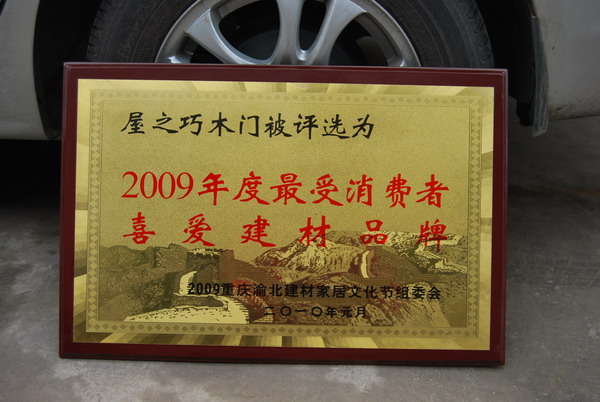 屋之巧木门被评选为
2009年度最受消费者
喜爱建材品牌
2009重庆渝北建材家居文化节组委会
二〇一〇年元月